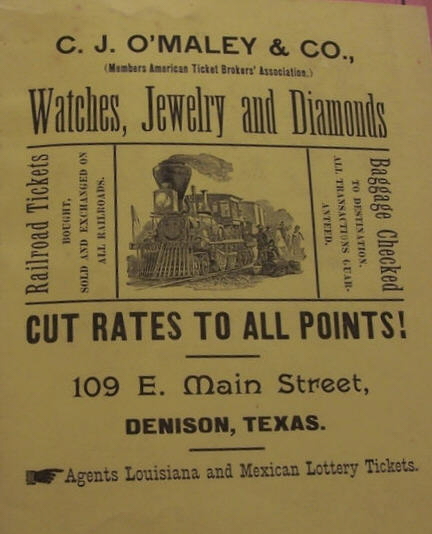 C. J. O'MALEY & CO.,
(Members American Ticket Brokers' Association.)
Watches, Jewelry and Diamonds
Railroad Tickets
BOUGHT,
SOLD AND EXCHANGED ON
ALL RAILROADS.
Baggage Checked
TO DESTINATION.
ALL TRANSACTIONS GUAR-
ANTEED.
CUT RATES TO ALL POINTS!
109 E. Main Street,
DENISON, TEXAS.
Agents Louisiana and Mexican Lottery Tickets.